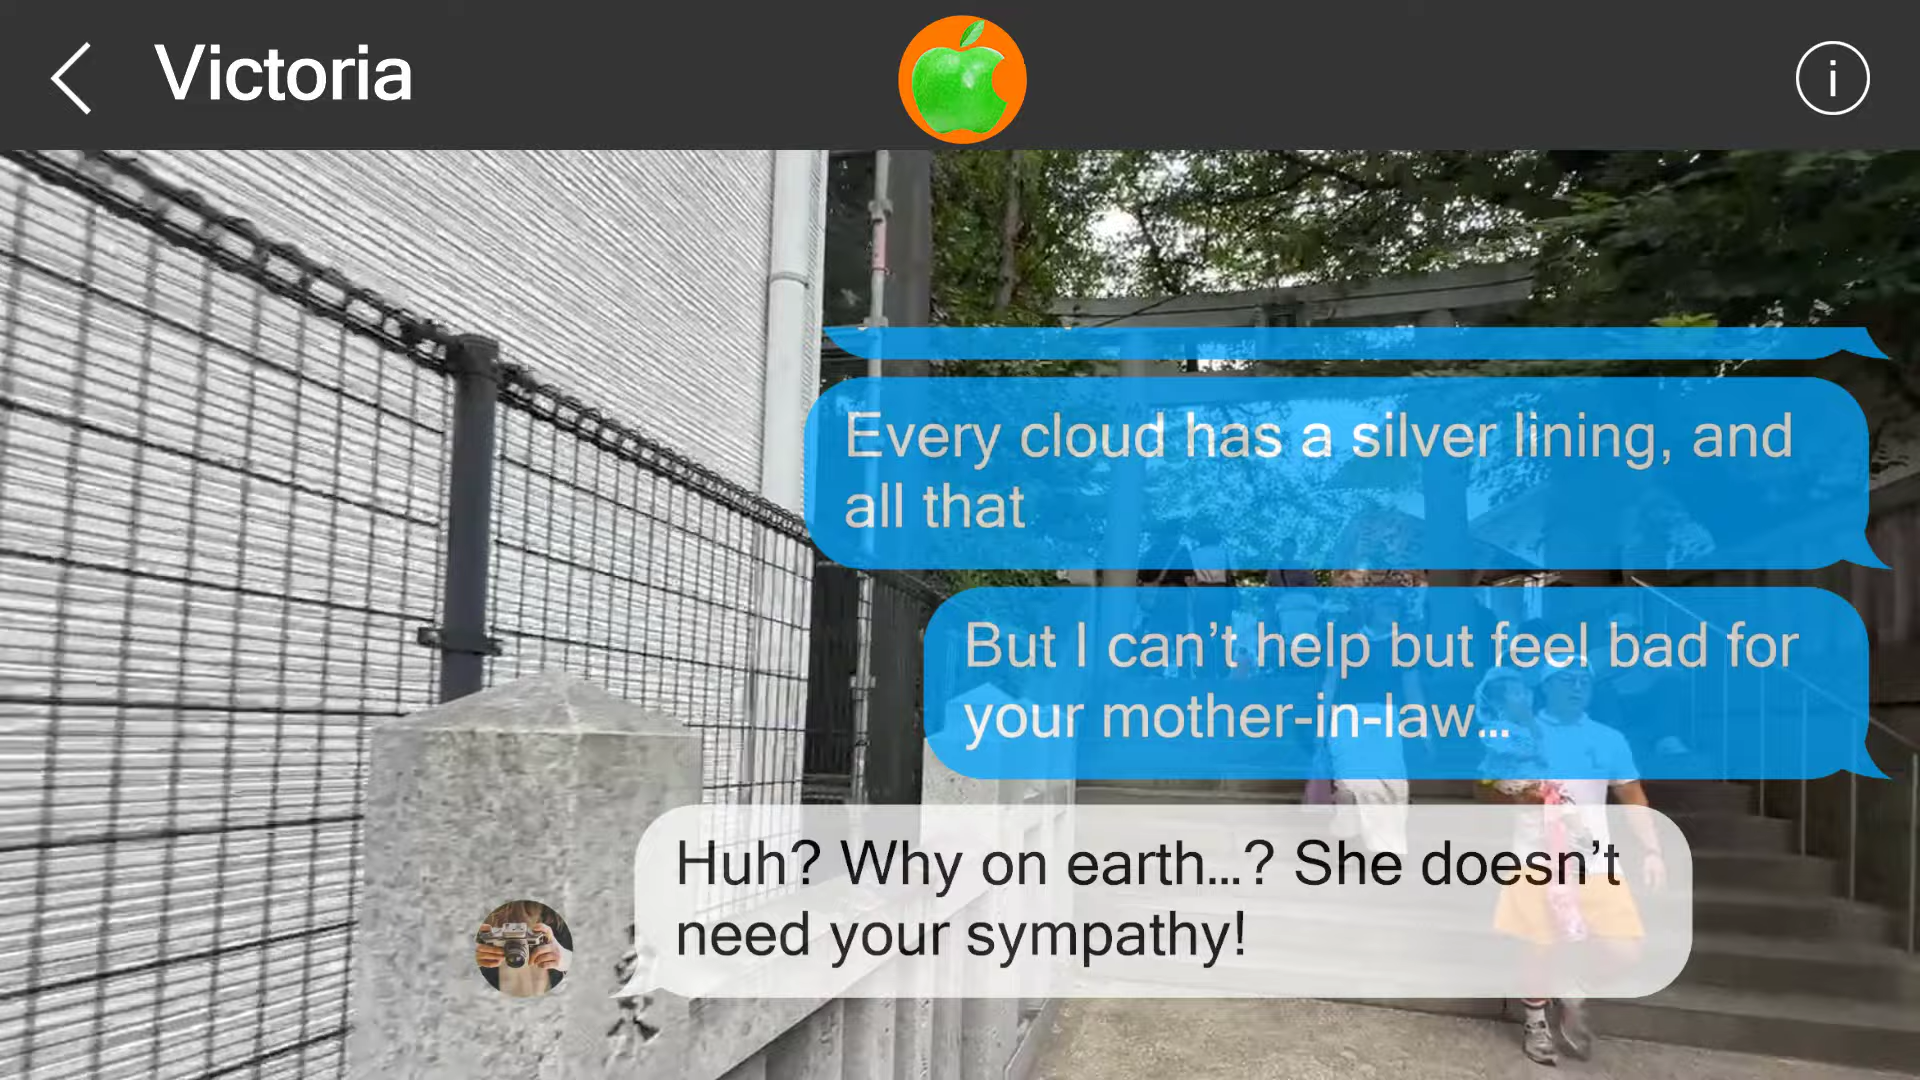 Victoria
i
Every cloud has a silver lining, and
all that
But I can’t help but feel bad for
your mother-in-law…
Huh? Why on earth…? She doesn’t
need your sympathy!